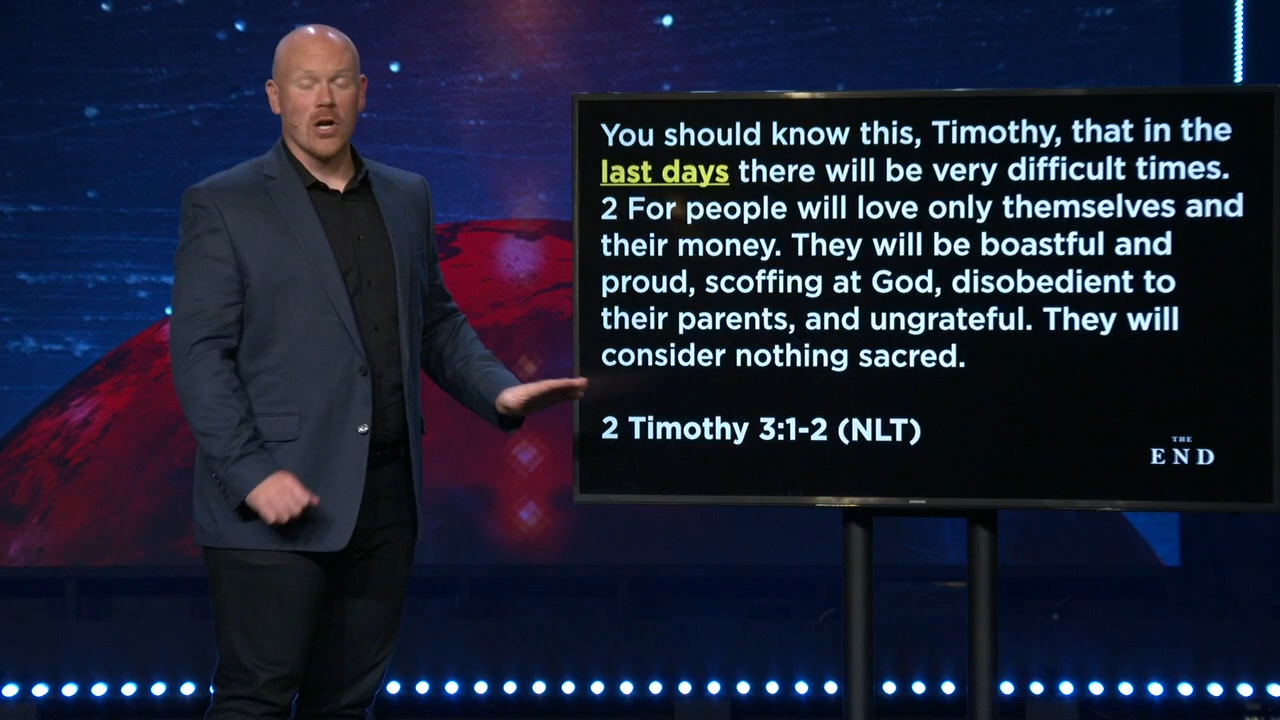 You should know this, Timothy, that in the
last days there will be very difficult times.
2 For people will love only themselves and
their money. They will be boastful and
proud, scoffing at God, disobedient to
their parents, and ungrateful. They will
consider nothing sacred.
2 Timothy 3:1-2 (NLT)
THE
END
SAMSUNG